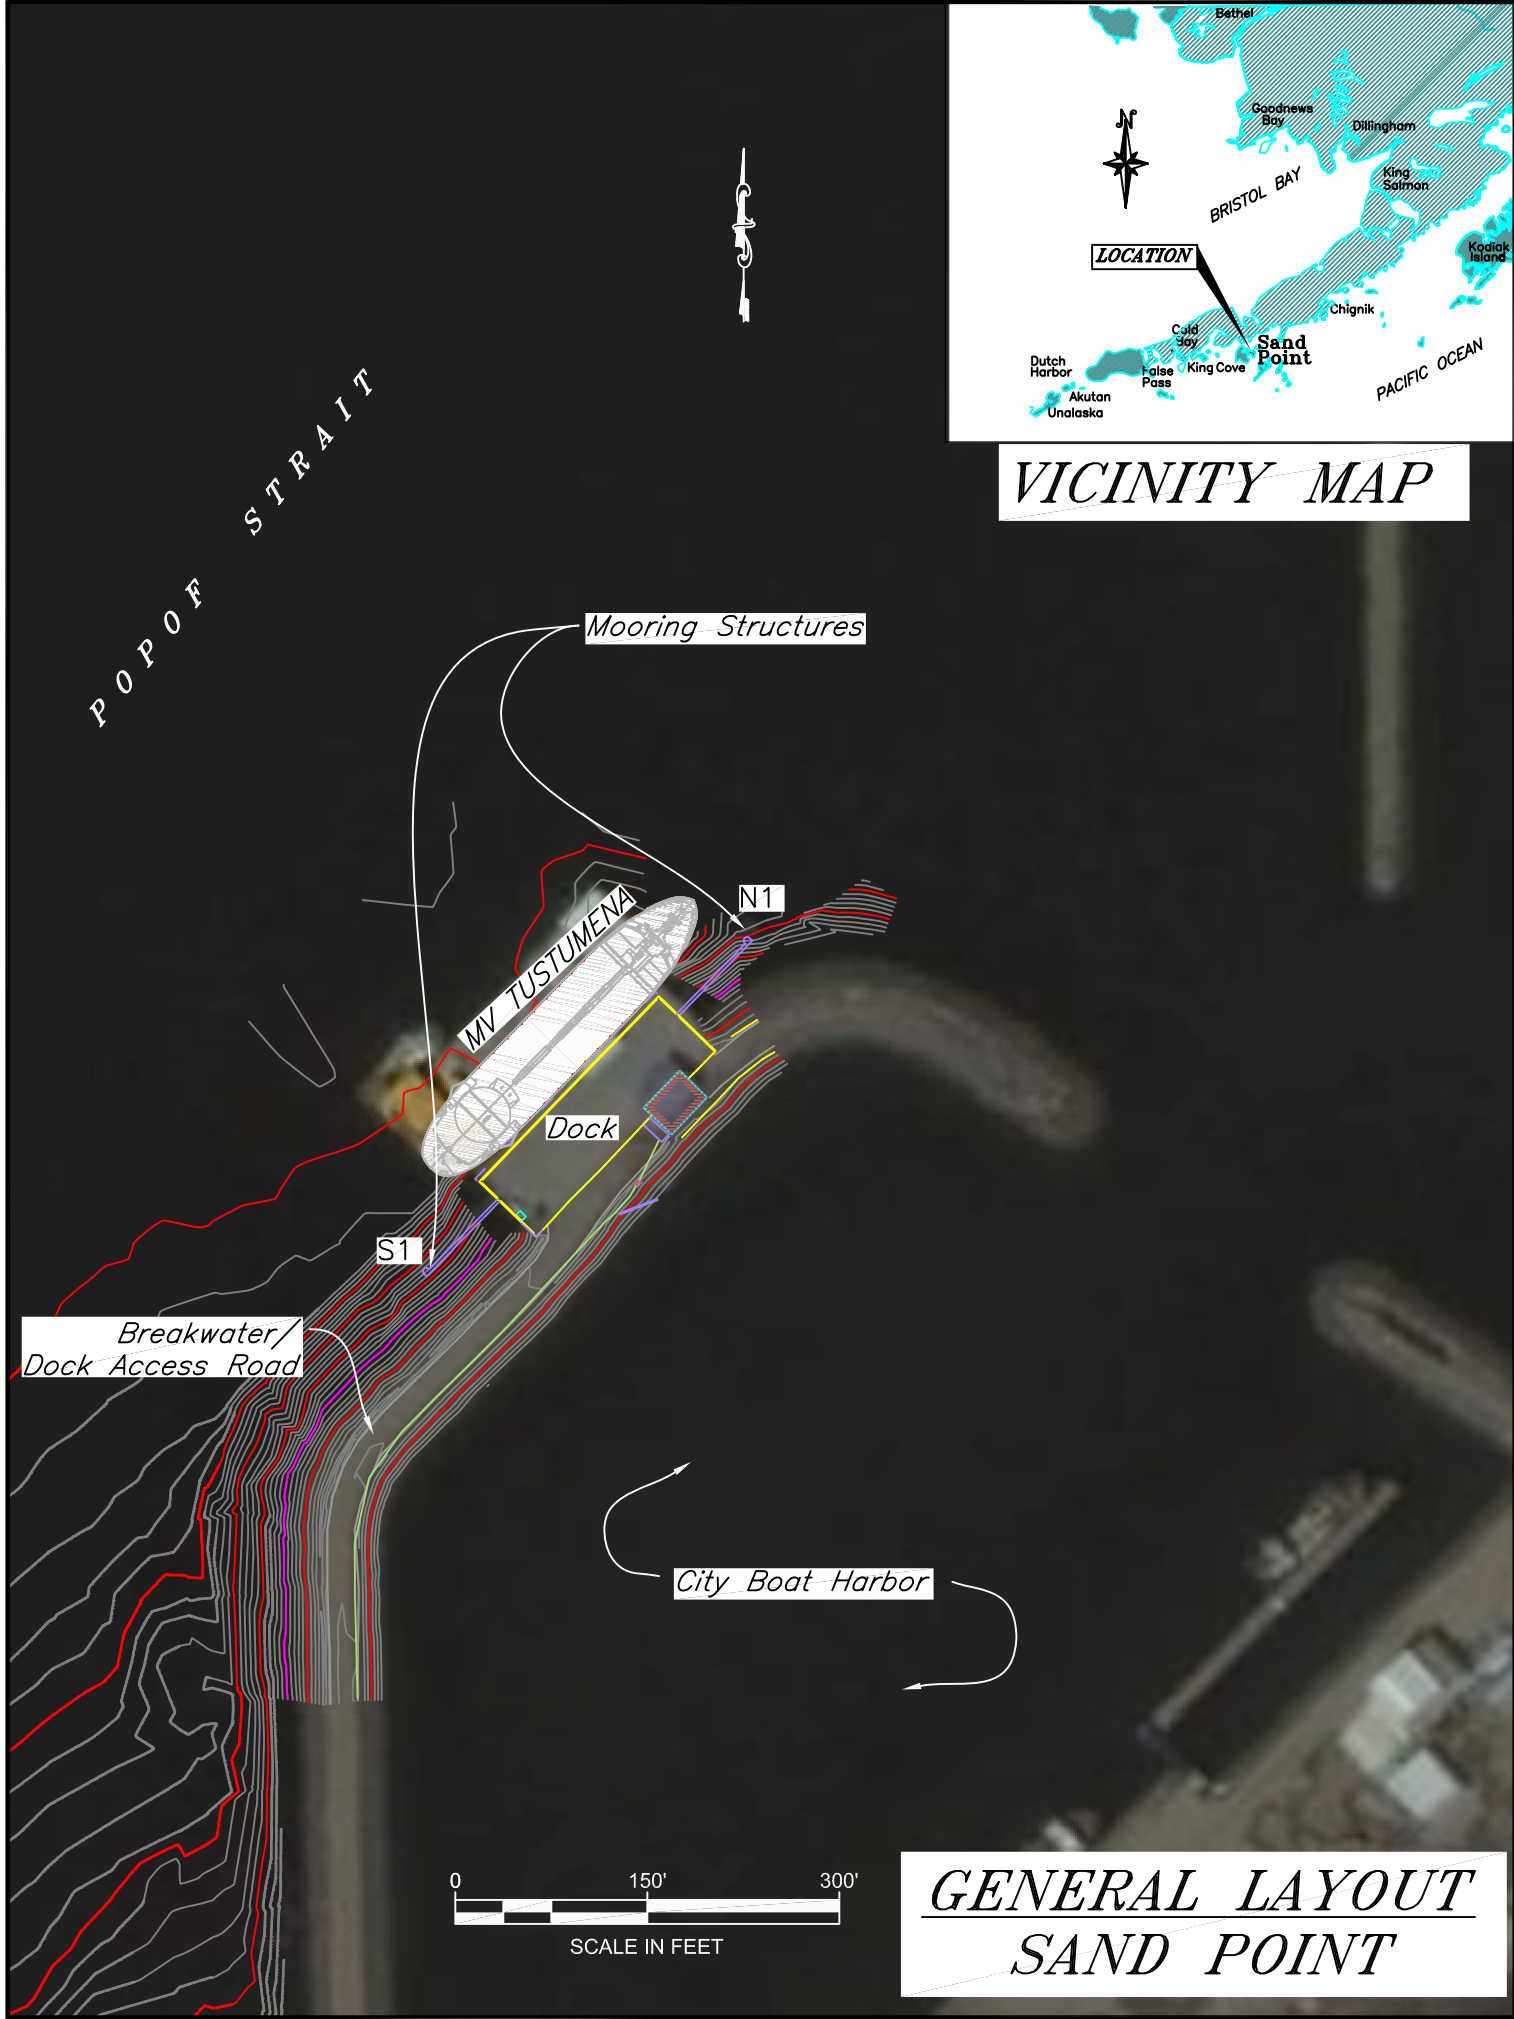 Bethel
Goodnews
Bay
Dillingham
N
King
Salmon
BRISTOL BAY
Kodiak
Island
LOCATION
Chignik
Cold
Bay
Sand
Point
Dutch
Harbor
False
Pass
King Cove
PACIFIC OCEAN
Akutan
Unalaska
VICINITY MAP
POPOF STRAIT
Mooring Structures
N1
MV TUSTUMENA
Dock
S1
Breakwater/
Dock Access Road
City Boat Harbor
0 150' 300'
SCALE IN FEET
GENERAL LAYOUT
SAND POINT